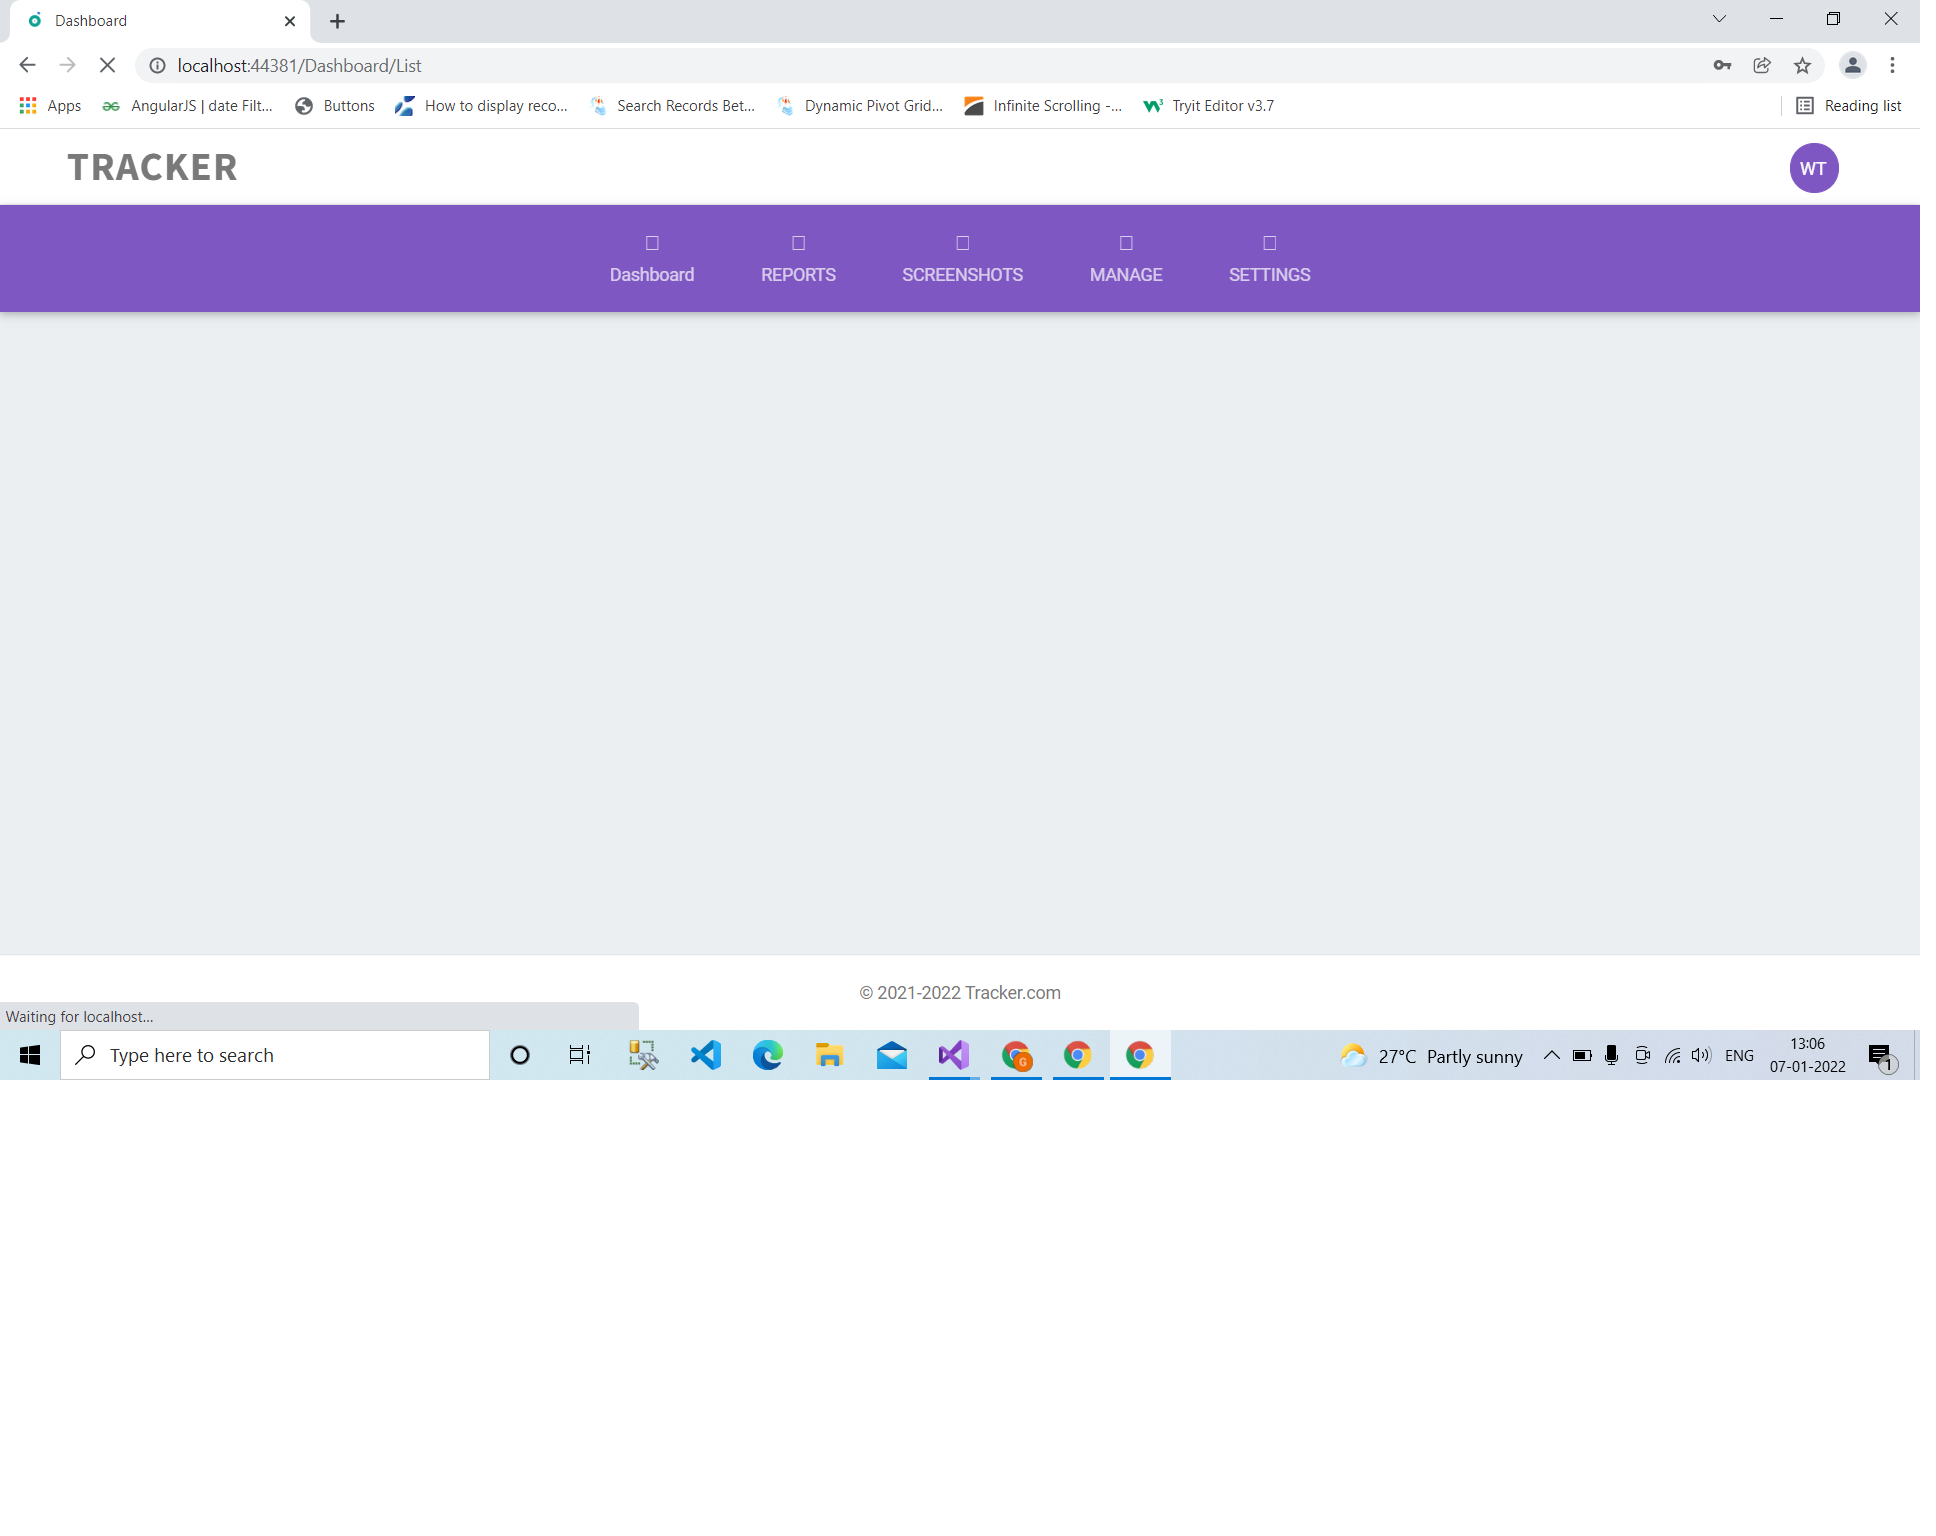 Dashboard
localhost:44381/Dashboard/List
Apps
AngularJS | date Filt...
Buttons
How to display reco...
Search Records Bet...
Dynamic Pivot Grid...
Infinite Scrolling -...
Tryit Editor v3.7
Reading list
TRACKER
WT
Dashboard
REPORTS
SCREENSHOTS
MANAGE
SETTINGS
© 2021-2022 Tracker.com
Waiting for localhost...
Type here to search
G
27°C Partly sunny
ENG
13:06
07-01-2022
1